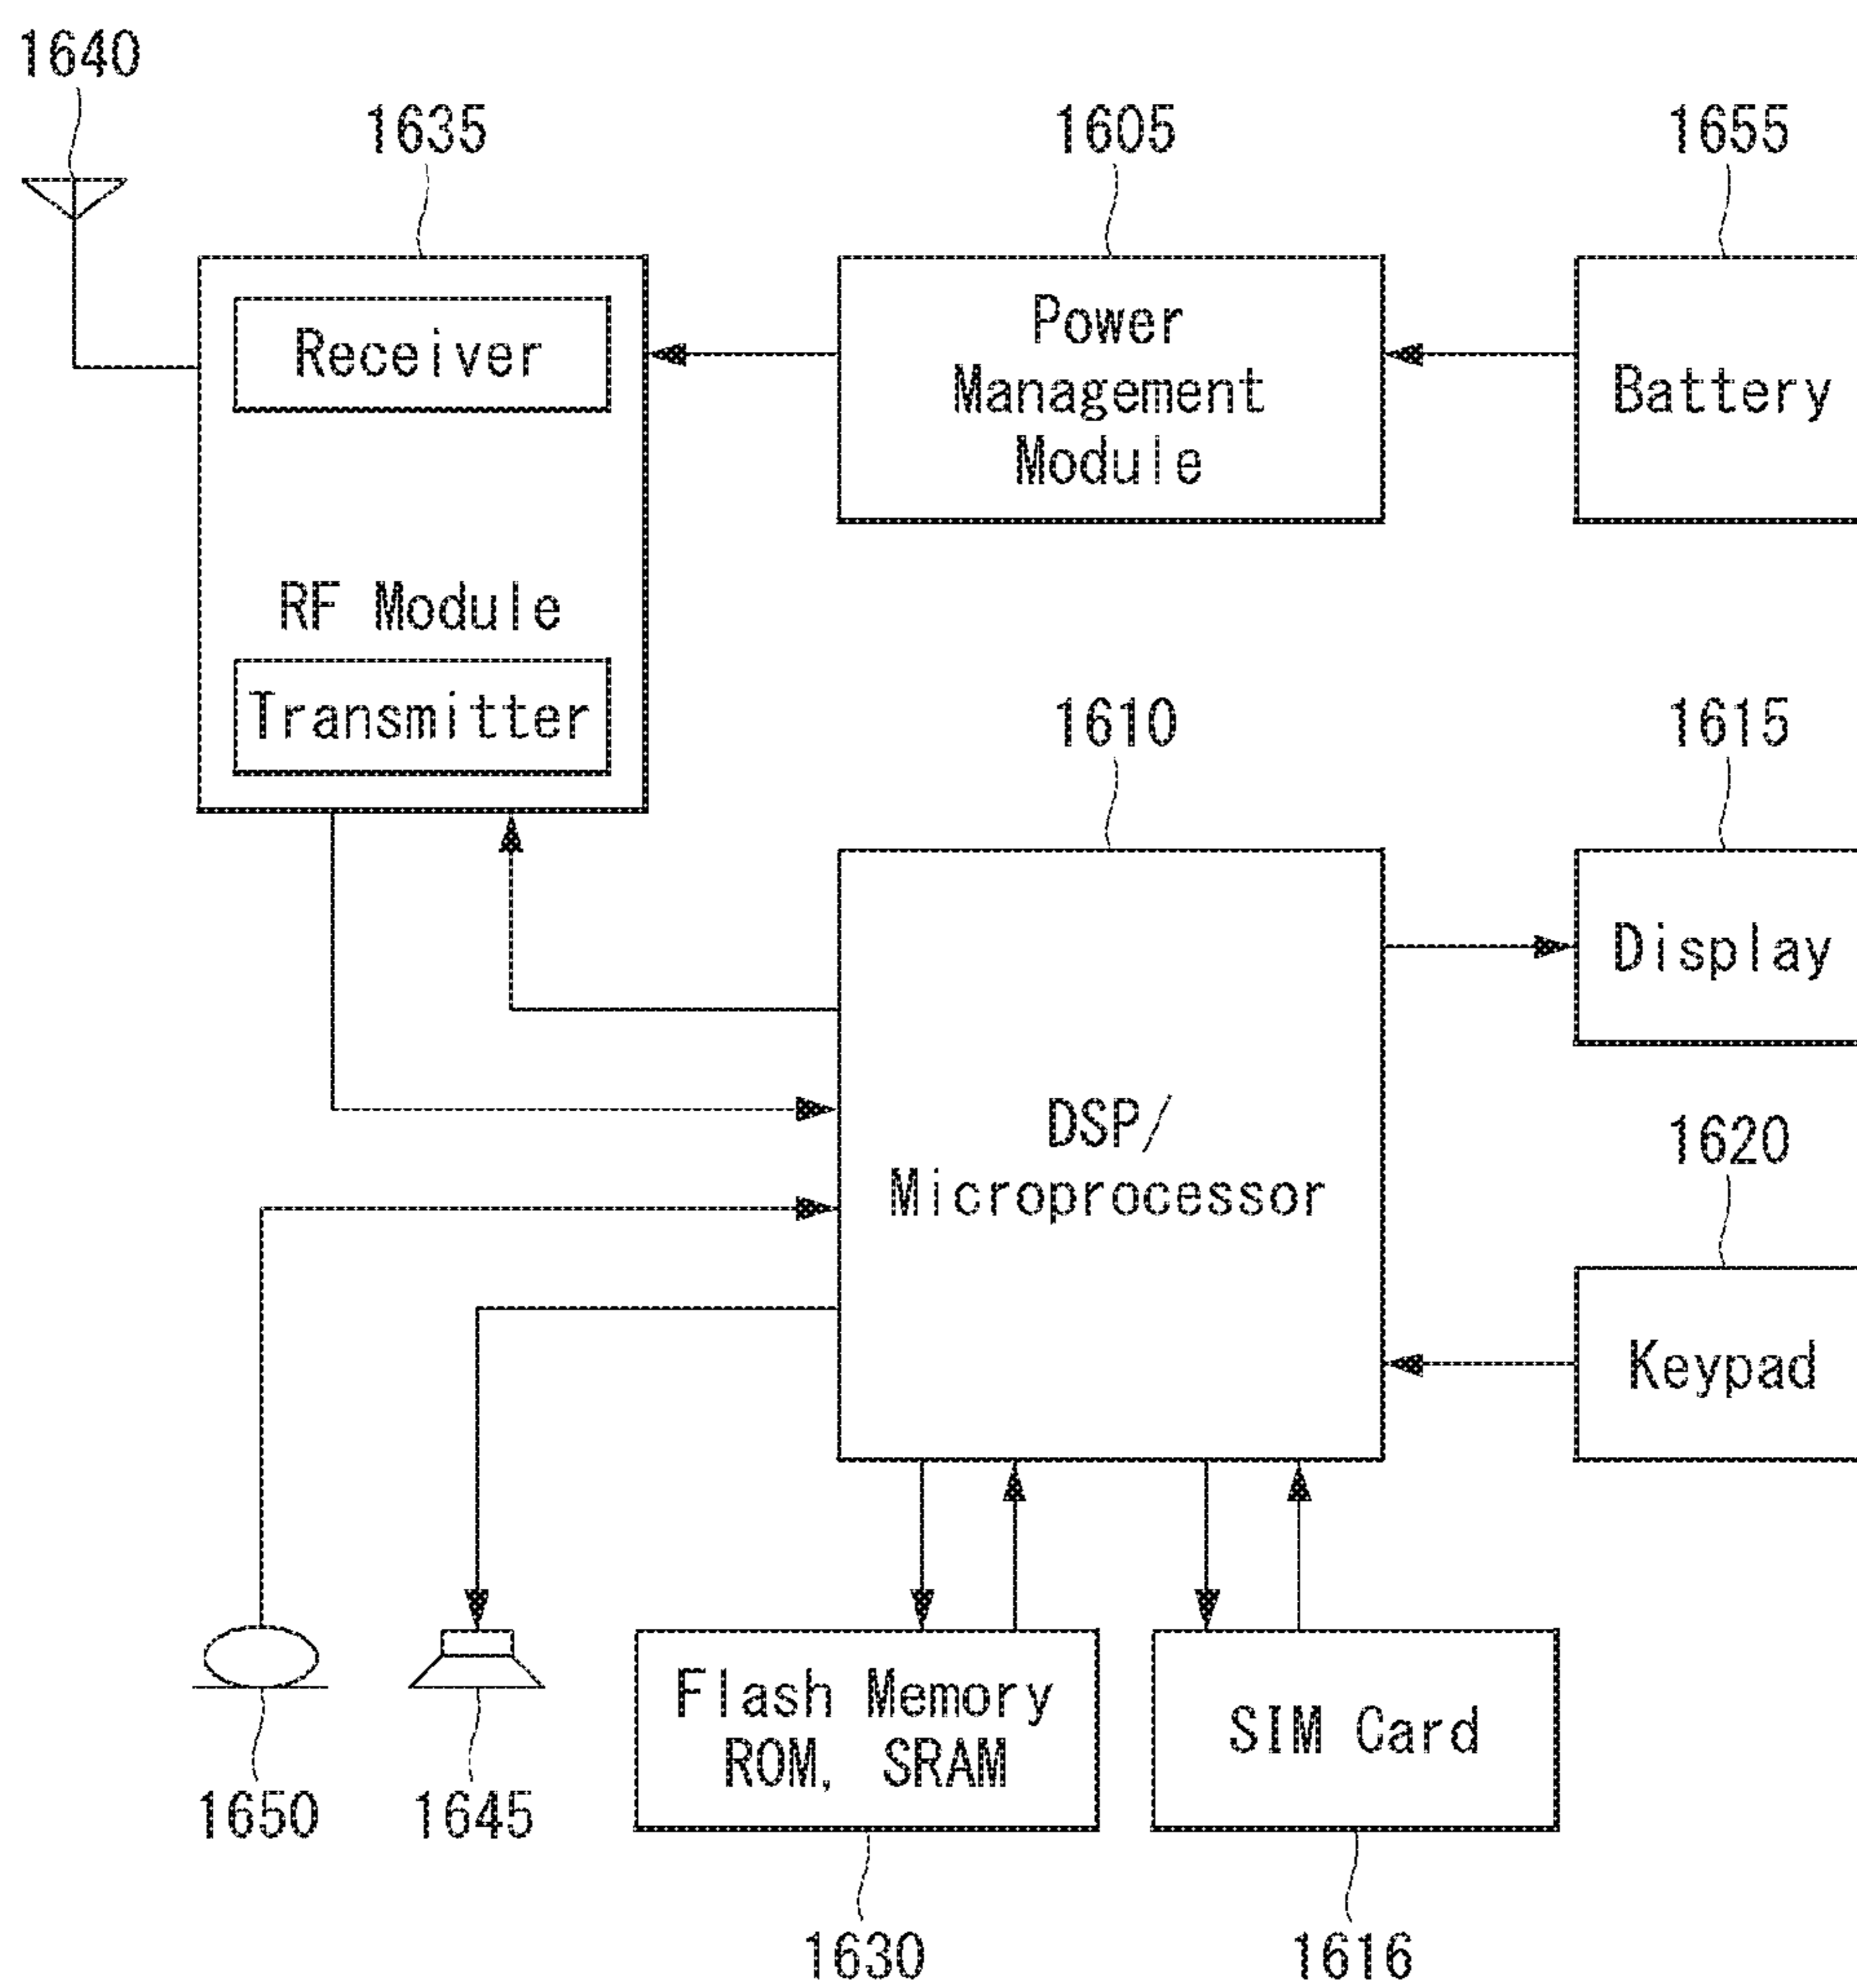 1640
1635
1605
1655
Receiver
RF Module
Transmitter
Power
Management
Module
Battery
1610
1615
DSP/
Microprocessor
Display
1620
Keypad
Flash Memory
ROM, SRAM
SIM Card
1650
1645
1630
1616